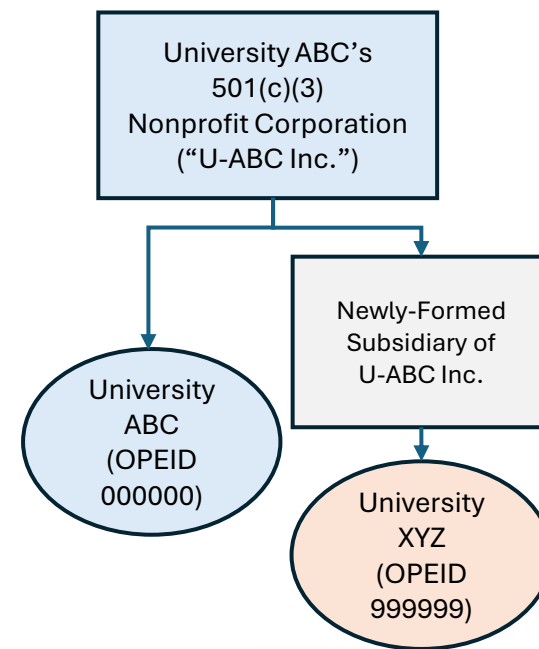 University ABC’s
501(c)(3)
Nonprofit Corporation
(“U-ABC Inc.”)
Newly-Formed
Subsidiary of
U-ABC Inc.
University
ABC
(OPEID
000000)
University
XYZ
(OPEID
999999)